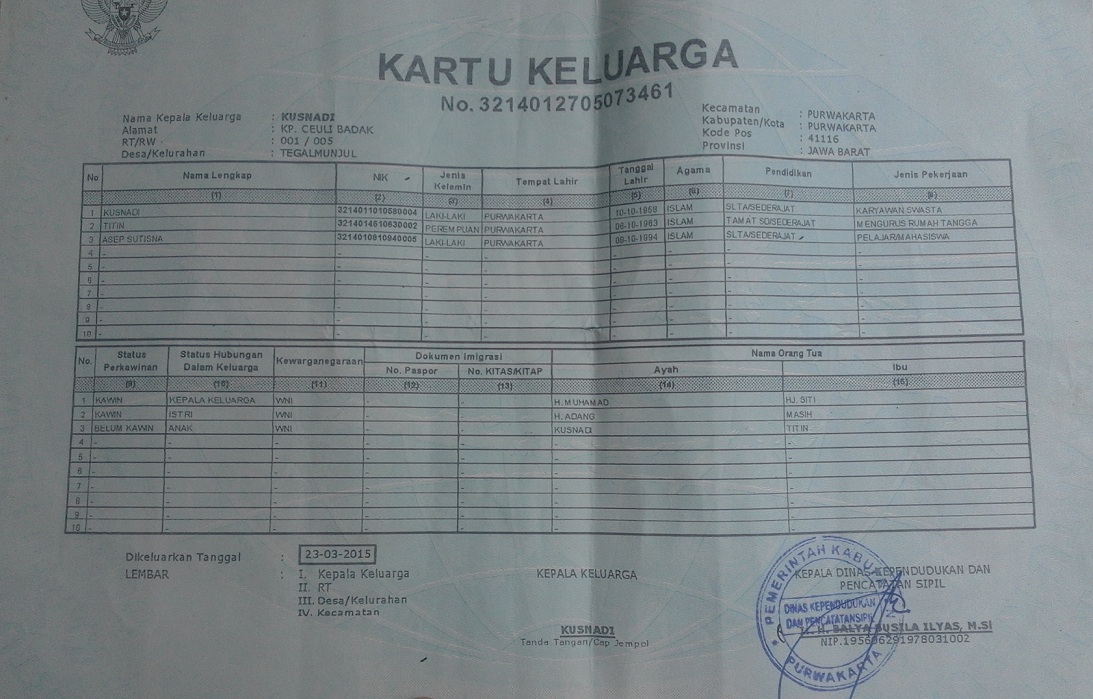 KARTU KELUARGA
No. 3214012705073461
Nama Kepala Keluarga : KUSNADI
Alamat : KP. CEULI BADAK
RT/RW : 001 / 005
Desa/Kelurahan : TEGALMUNJUL
Kecamatan : PURWAKARTA
Kabupaten/Kota : PURWAKARTA
Kode Pos : 41116
Provinsi : JAWA BARAT
No Nama Lengkap NIK Jenis Kelamin Tempat Lahir Tanggal Lahir Agama Pendidikan Jenis Pekerjaan
(1) (2) (3) (4) (5) (6) (7) (8)
1 KUSNADI 3214011010580004 LAKI-LAKI PURWAKARTA 10-10-1958 ISLAM SLTA/SEDERAJAT KARYAWAN SWASTA
2 TITIN 3214014610630002 PEREMPUAN PURWAKARTA 06-10-1963 ISLAM TAMAT SD/SEDERAJAT MENGURUS RUMAH TANGGA
3 ASEP SUTISNA 3214010610940005 LAKI-LAKI PURWAKARTA 06-10-1994 ISLAM SLTA/SEDERAJAT PELAJAR/MAHASISWA
4 - - - - - - - -
5 - - - - - - - -
6 - - - - - - - -
7 - - - - - - - -
8 - - - - - - - -
9 - - - - - - - -
10 - - - - - - - -
No. Status Perkawinan Status Hubungan Dalam Keluarga Kewarganegaraan Dokumen Imigrasi Nama Orang Tua
No. Paspor No. KITAS/KITAP Ayah Ibu
(9) (10) (11) (12) (13) (14) (15)
1 KAWIN KEPALA KELUARGA WNI - - H. MUHAMAD HJ. SITI
2 KAWIN ISTRI WNI - - H. ADANG MASIH
3 BELUM KAWIN ANAK WNI - - KUSNADI TITIN
4 - - - - - - -
5 - - - - - - -
6 - - - - - - -
7 - - - - - - -
8 - - - - - - -
9 - - - - - - -
10 - - - - - - -
Dikeluarkan Tanggal : 23-03-2015
LEMBAR : I. Kepala Keluarga
II. RT
III. Desa/Kelurahan
IV. Kecamatan
KEPALA KELUARGA
KUSNADI
Tanda Tangan/Cap Jempol
KEPALA DINAS KEPENDUDUKAN DAN
PENCATATAN SIPIL
SUSILA ILYAS, M.SI
PEMERINTAH KABU
DINAS KEPENDUDUKAN
DAN PENCATATAN SIPIL
PURWAKARTA